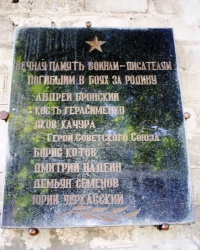 ВЕЧНАЯ ПАМЯТЬ ВОИНАМ-ПИСАТЕЛЯМ
ПОГИБШИМ В БОЯХ ЗА РОДИНУ
АНДРЕЙ БРОНСКИЙ
КОСТЬ ГЕРАСИМЕНКО
ЯКОВ КАЧУРА
ГЕРОЙ СОВЕТСКОГО СОЮЗА
БОРИС КОТОВ
ДМИТРИЙ НАДЕИН
ДЕМЬЯН СЕМЕНОВ
ЮРИЙ ЧЕРКАССКИЙ